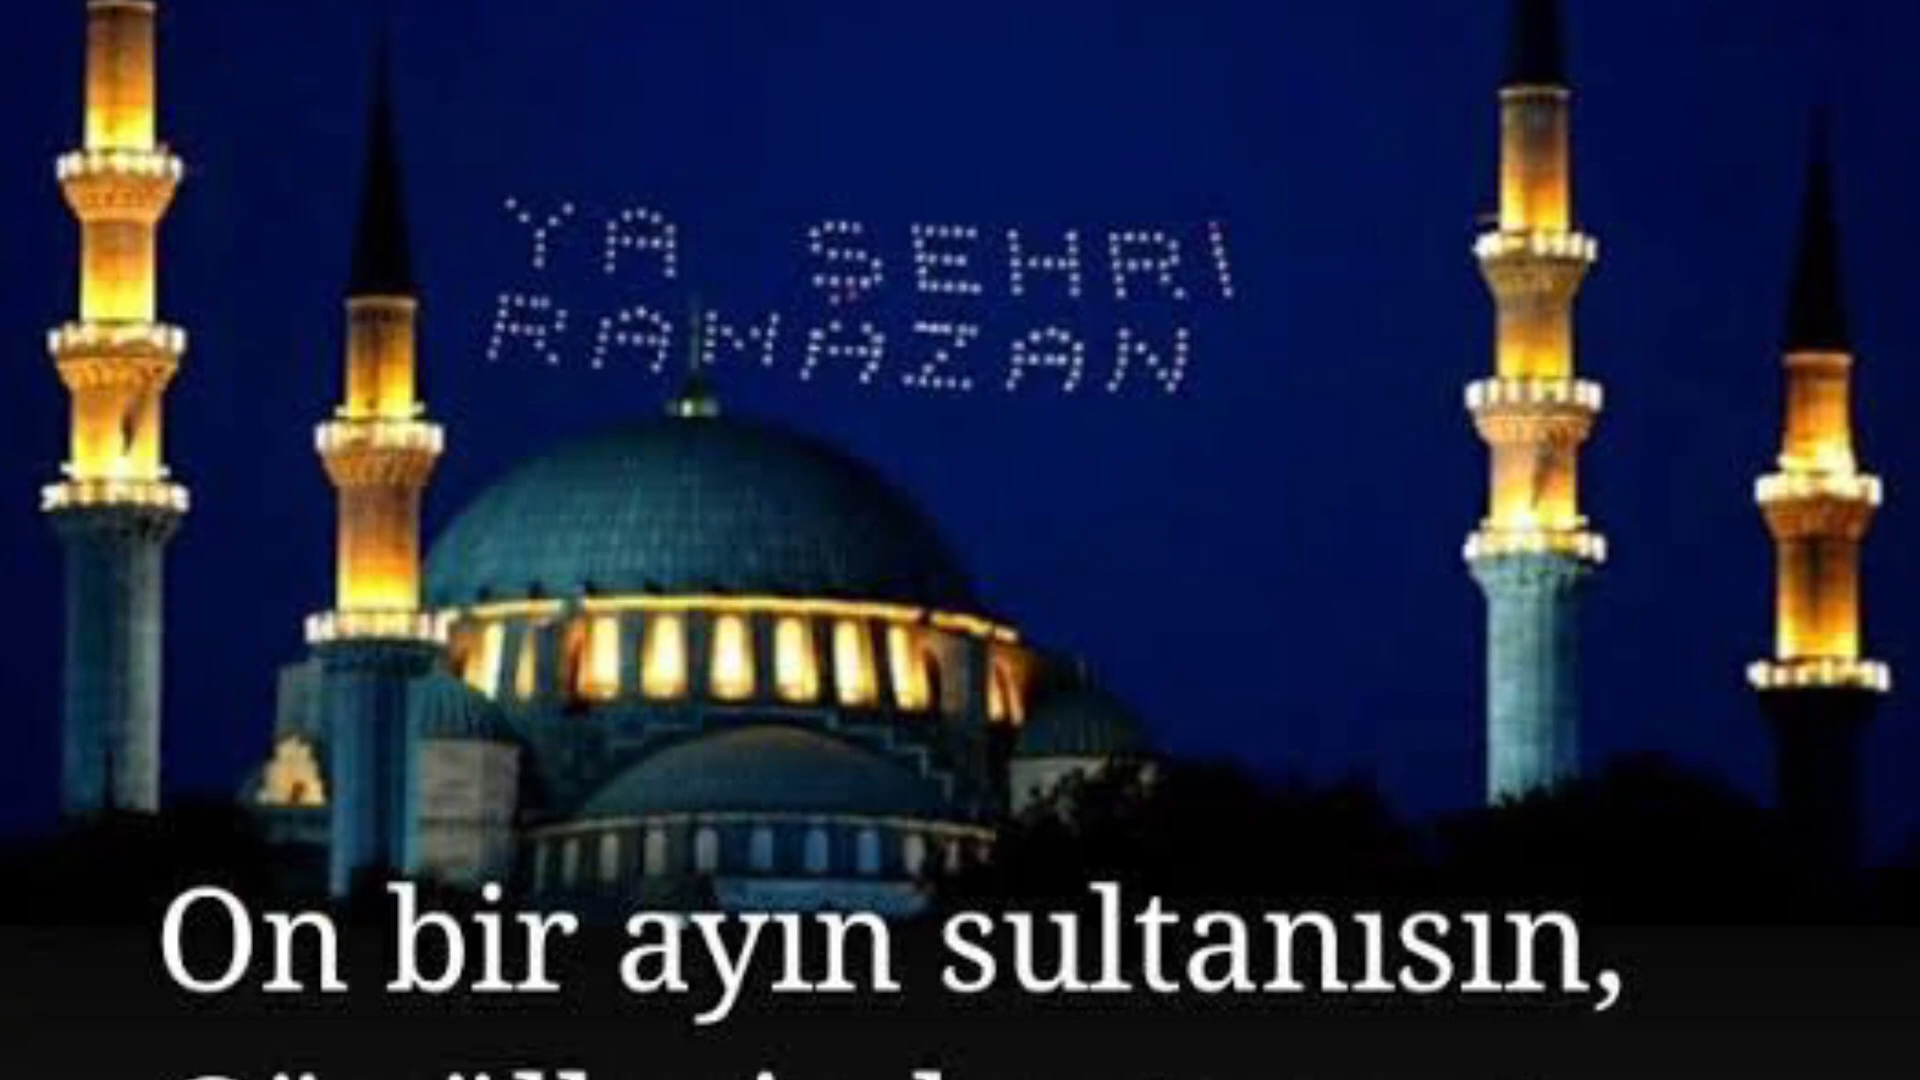 YA ŞEHRİ
RAMAZAN
On bir ayın sultanısın,